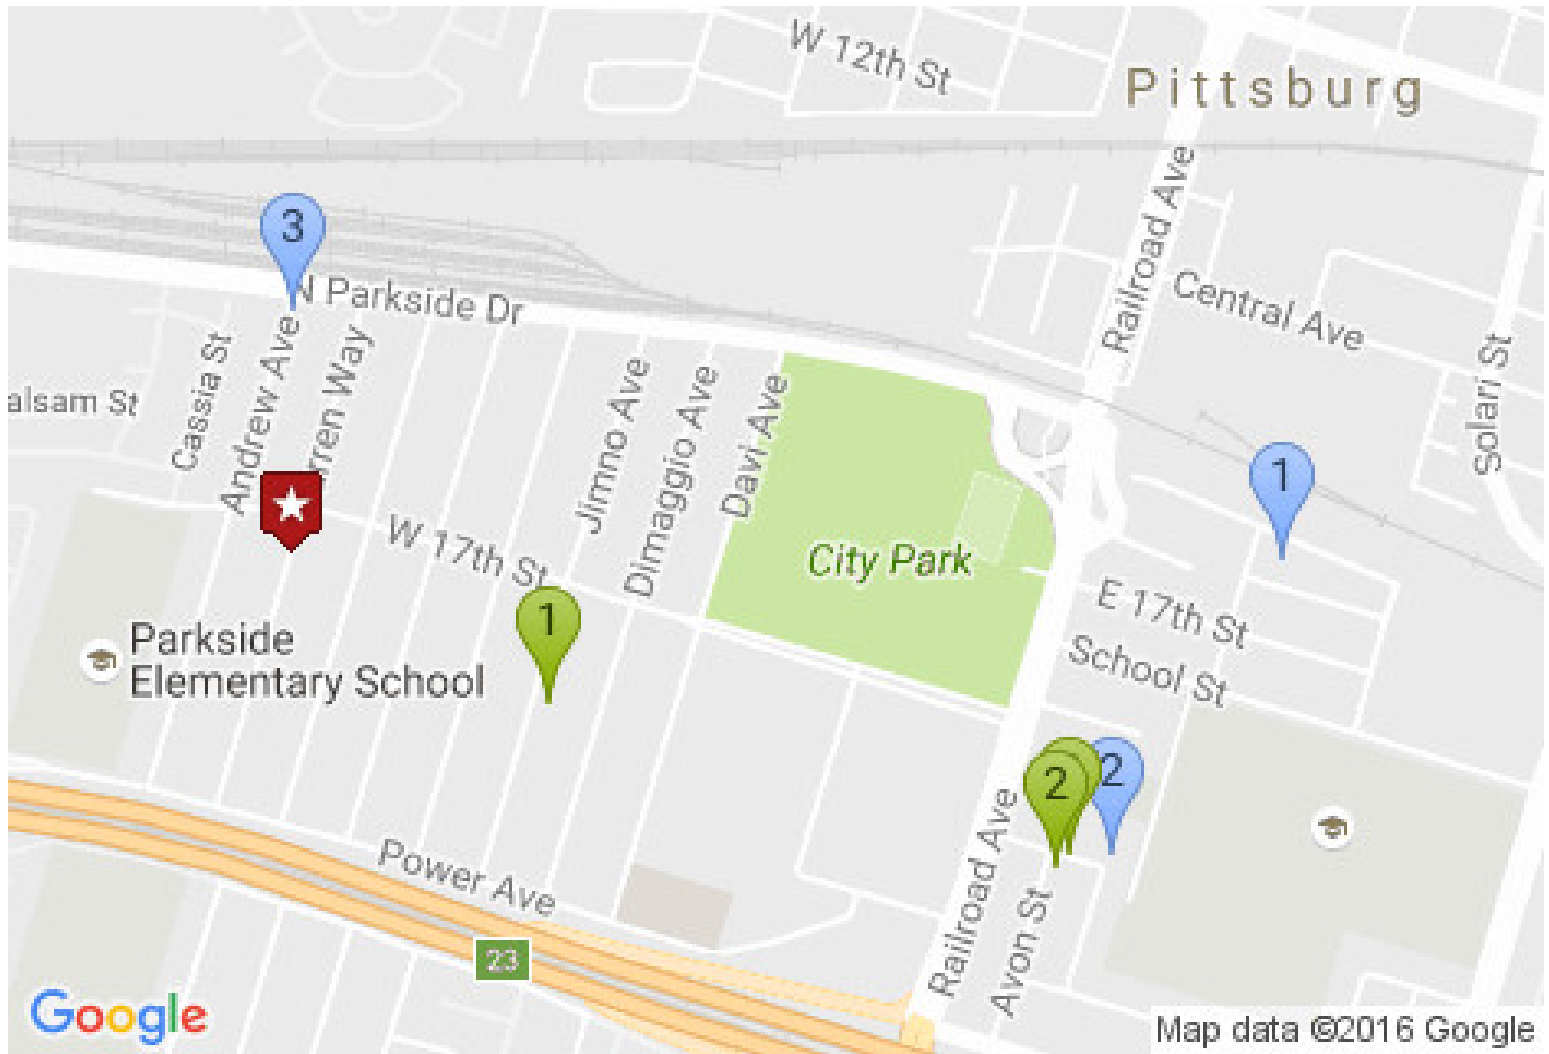 W 12th St
Pittsburg
3
N Parkside Dr
Railroad Ave
Central Ave
Solari St
Cassia St
Andrew Ave
rren Way
alsam St
Jimno Ave
Dimaggio Ave
Davi Ave
1
W 17th St
City Park
E 17th St
School St
1
Parkside
Elementary School
2
2
Power Ave
Railroad Ave
Avon St
23
Google
Map data ©2016 Google